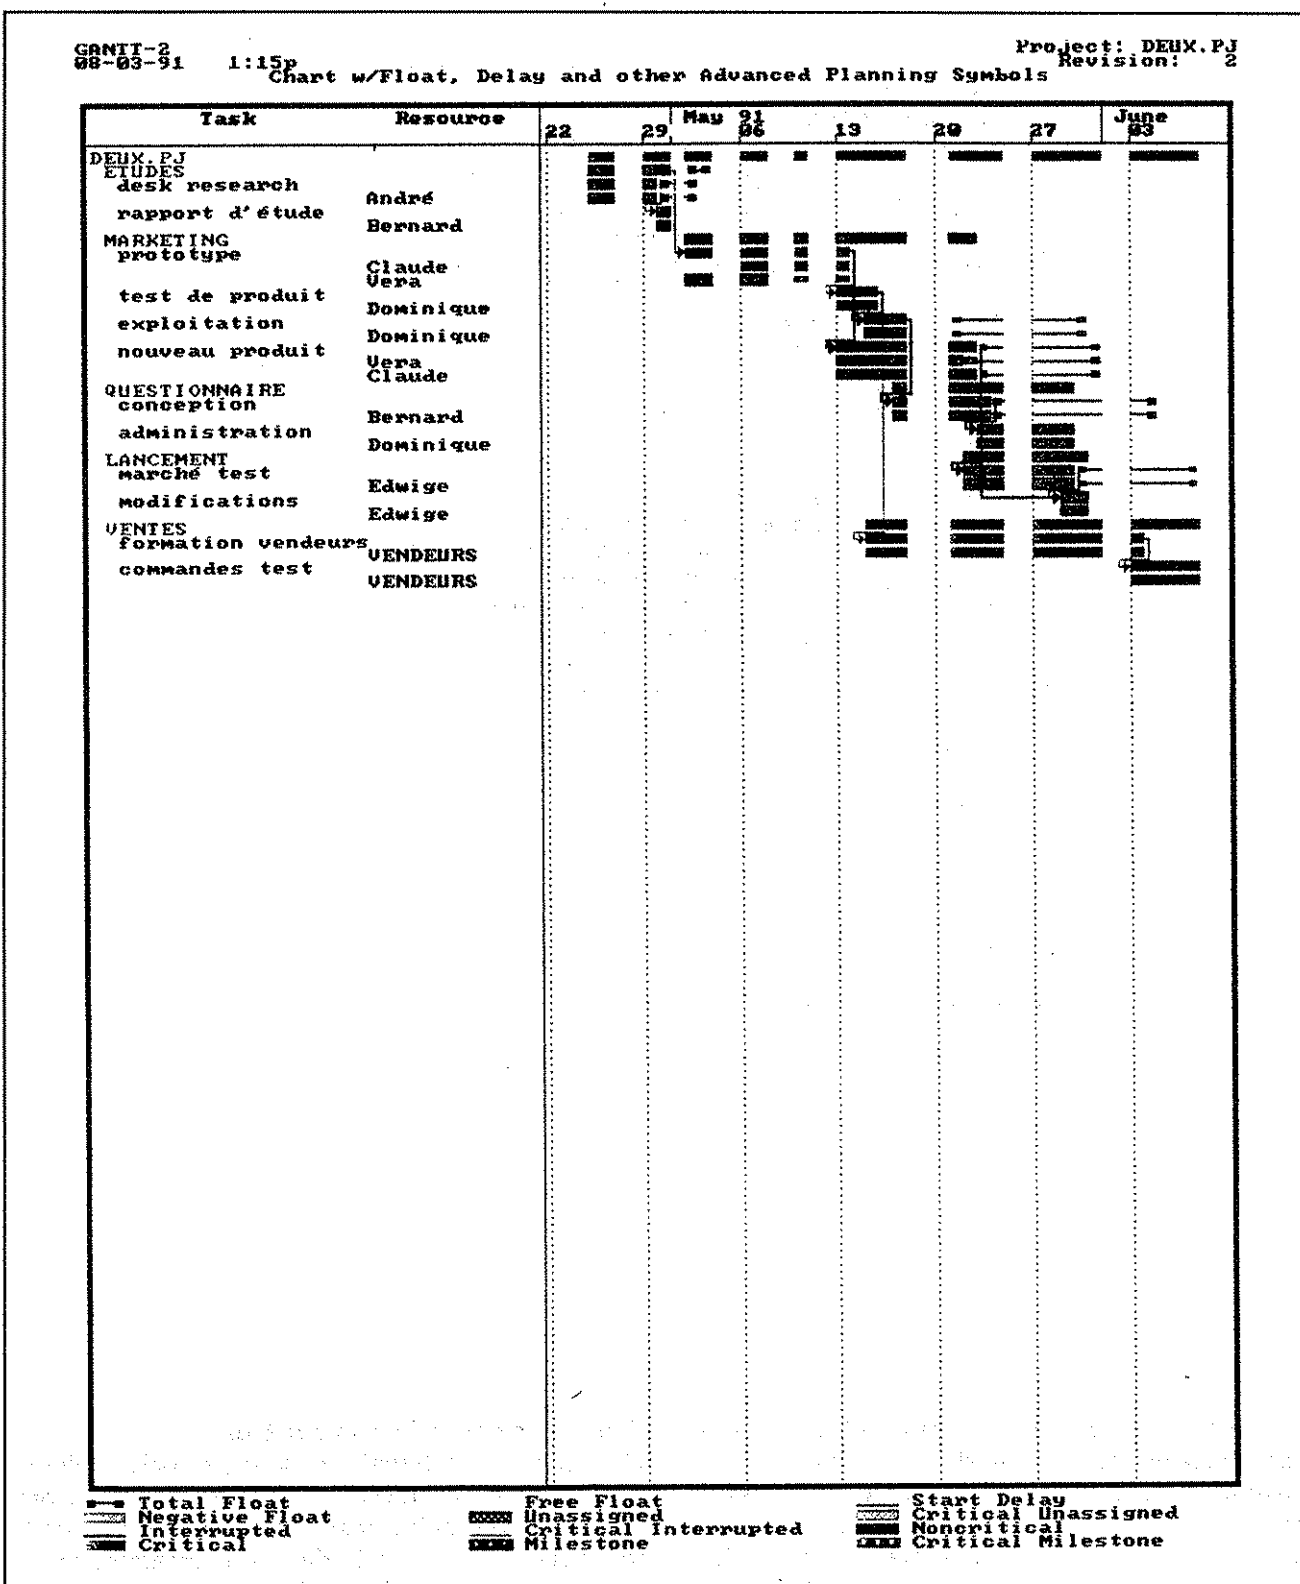 GANTT-2 Project: DEUX.PJ
08-03-91 1:15p Revision: 2
Chart w/Float, Delay and other Advanced Planning Symbols
Task Resource May 91 June
22 29 06 13 20 27 03
DEUX.PJ
ETUDES
desk research
André
rapport d'étude
Bernard
MARKETING
prototype
Claude
Vera
test de produit
Dominique
exploitation
Dominique
nouveau produit
Vera
Claude
QUESTIONNAIRE
conception
Bernard
administration
Dominique
LANCEMENT
marché test
Edwige
modifications
Edwige
VENTES
formation vendeurs
VENDEURS
commandes test
VENDEURS
Total Float Free Float Start Delay
Negative Float Unassigned Critical Unassigned
Interrupted Critical Interrupted Noncritical
Critical Milestone Critical Milestone